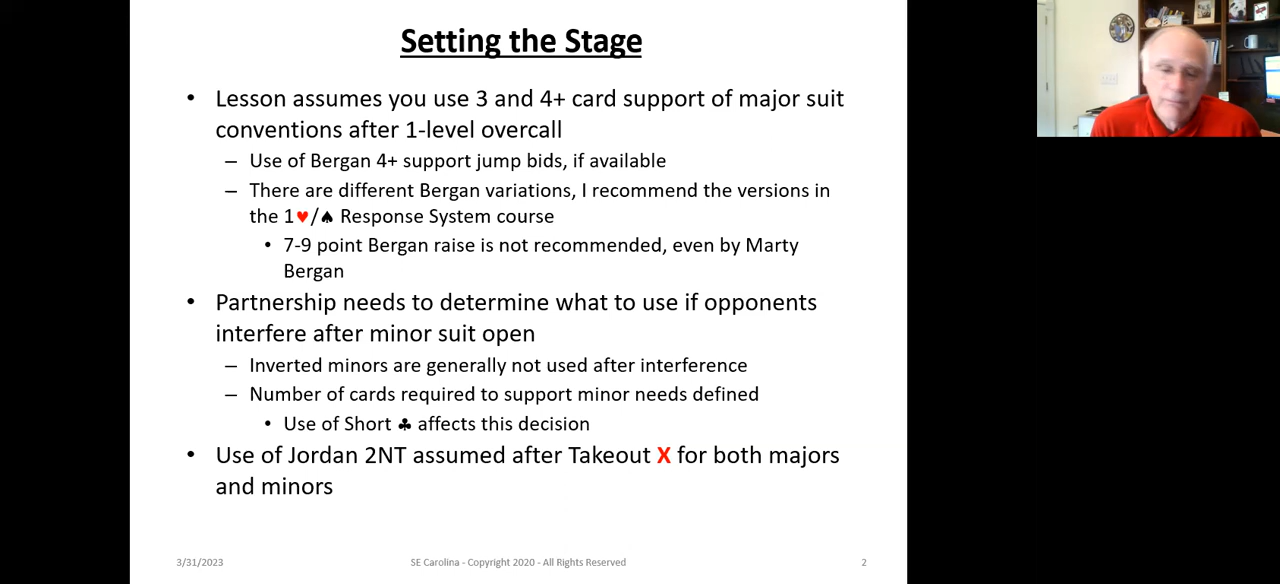 Setting the Stage
• Lesson assumes you use 3 and 4+ card support of major suit
conventions after 1-level overcall
– Use of Bergan 4+ support jump bids, if available
– There are different Bergan variations, I recommend the versions in
the 1♥/♠ Response System course
• 7-9 point Bergan raise is not recommended, even by Marty
Bergan
• Partnership needs to determine what to use if opponents
interfere after minor suit open
– Inverted minors are generally not used after interference
– Number of cards required to support minor needs defined
• Use of Short ♣ affects this decision
• Use of Jordan 2NT assumed after Takeout X for both majors
and minors
3/31/2023
SE Carolina - Copyright 2020 - All Rights Reserved
2